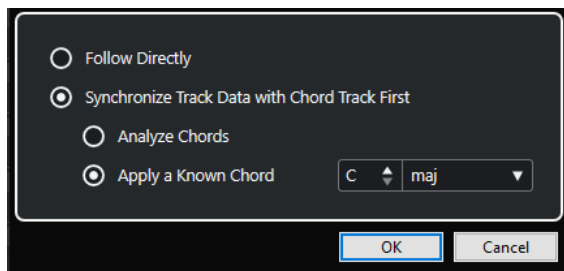 Follow Directly
Synchronize Track Data with Chord Track First
Analyze Chords
Apply a Known Chord C maj
OK Cancel